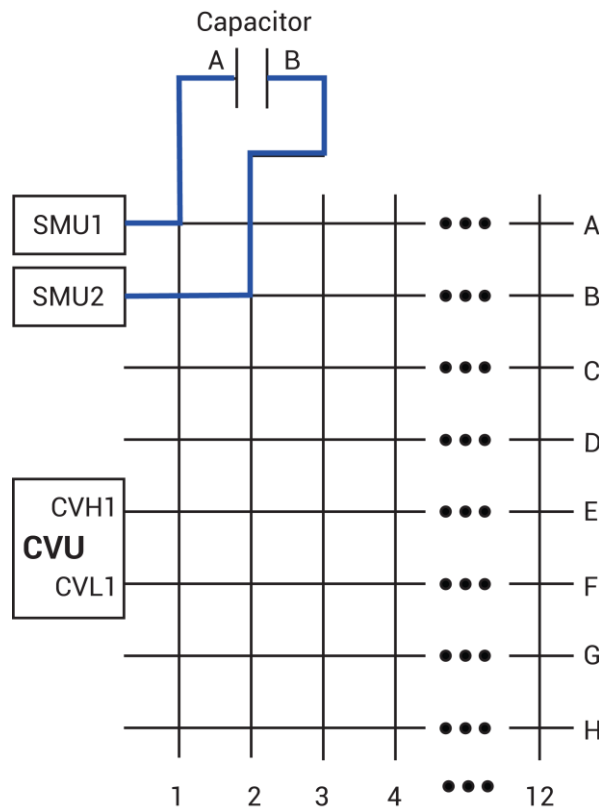 Capacitor
A B
SMU1
A
SMU2
B
C
D
CVH1
E
CVU
CVL1
F
G
H
1 2 3 4 12